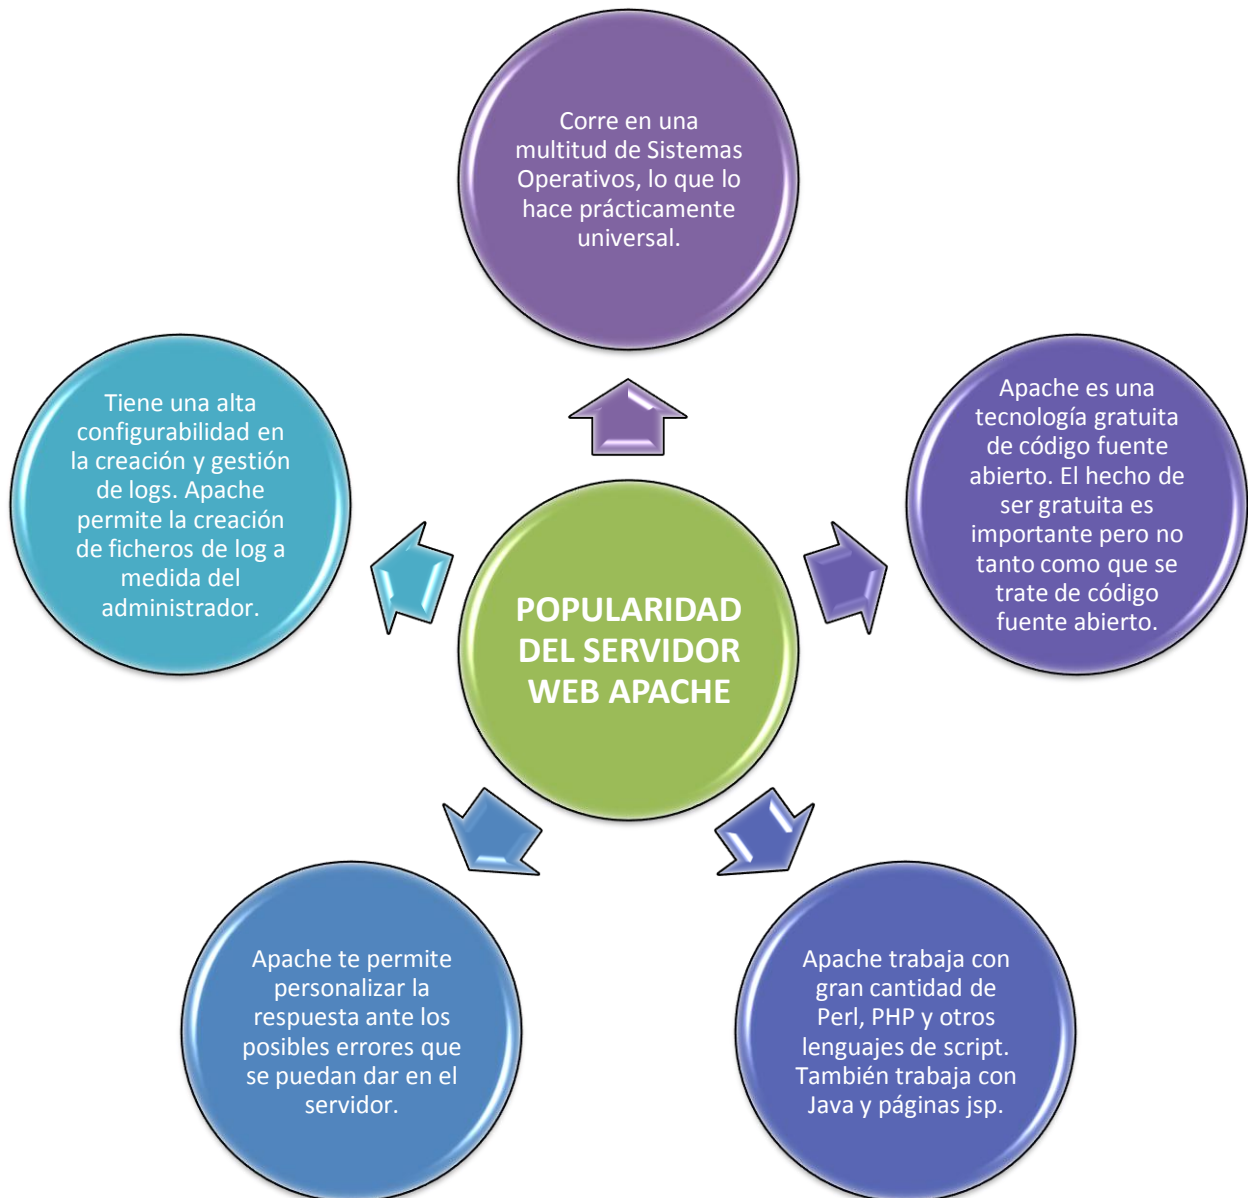 Corre en una
multitud de Sistemas
Operativos, lo que lo
hace prácticamente
universal.
Apache es una
tecnología gratuita
de código fuente
abierto. El hecho de
ser gratuita es
importante pero no
tanto como que se
trate de código
fuente abierto.
Tiene una alta
configurabilidad en
la creación y gestión
de logs. Apache
permite la creación
de ficheros de log a
medida del
administrador.
POPULARIDAD
DEL SERVIDOR
WEB APACHE
Apache te permite
personalizar la
respuesta ante los
posibles errores que
se puedan dar en el
servidor.
Apache trabaja con
gran cantidad de
Perl, PHP y otros
lenguajes de script.
También trabaja con
Java y páginas jsp.